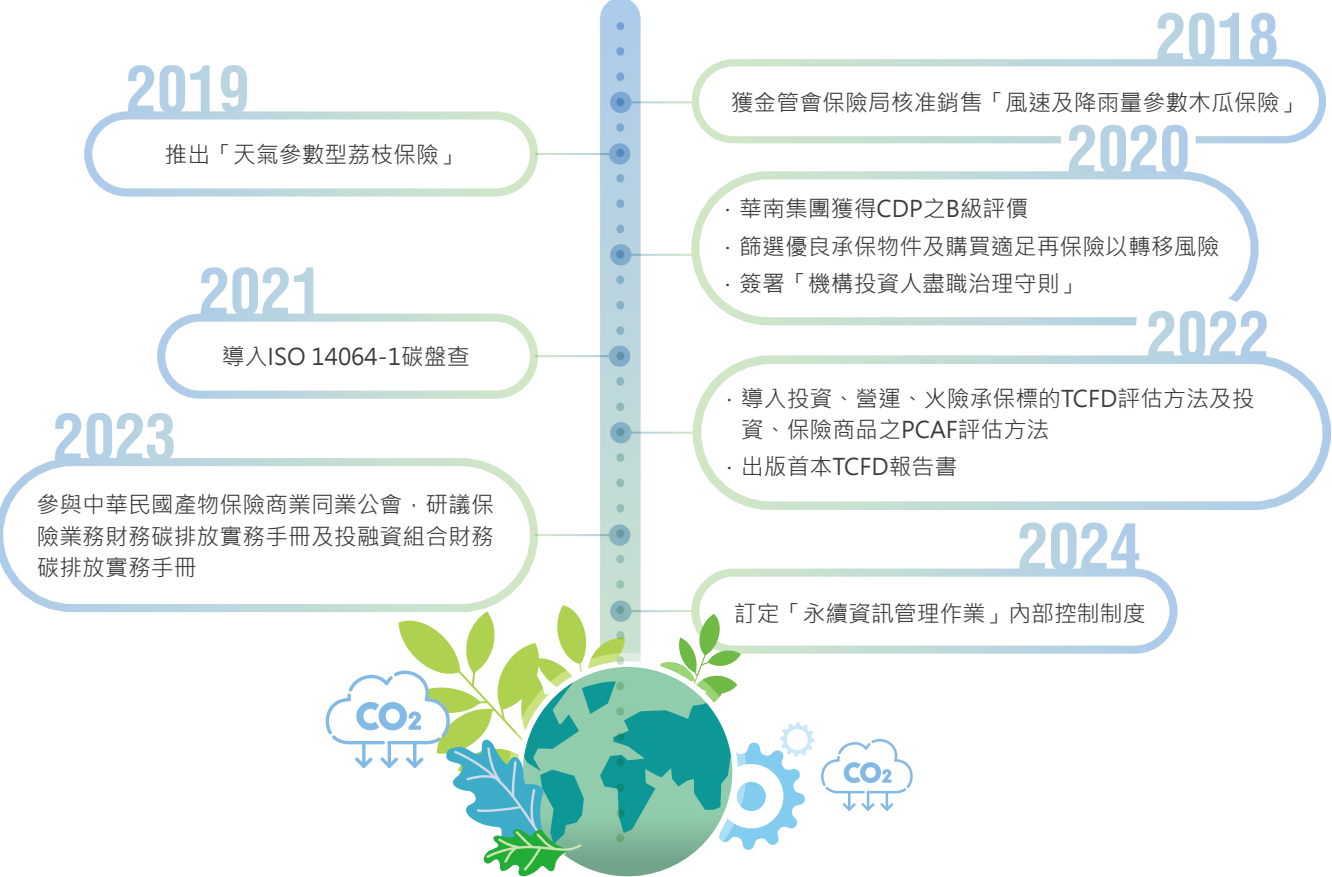 2018
獲金管會保險局核准銷售「風速及降雨量參數木瓜保險」
2019
推出「天氣參數型荔枝保險」
2020
．華南集團獲得CDP之B級評價
．篩選優良承保物件及購買適足再保險以轉移風險
．簽署「機構投資人盡職治理守則」
2021
導入ISO 14064-1碳盤查
2022
．導入投資、營運、火險承保標的TCFD評估方法及投
資、保險商品之PCAF評估方法
．出版首本TCFD報告書
2023
參與中華民國產物保險商業同業公會，研議保
險業務財務碳排放實務手冊及投融資組合財務
碳排放實務手冊
2024
訂定「永續資訊管理作業」內部控制制度
CO2
CO2